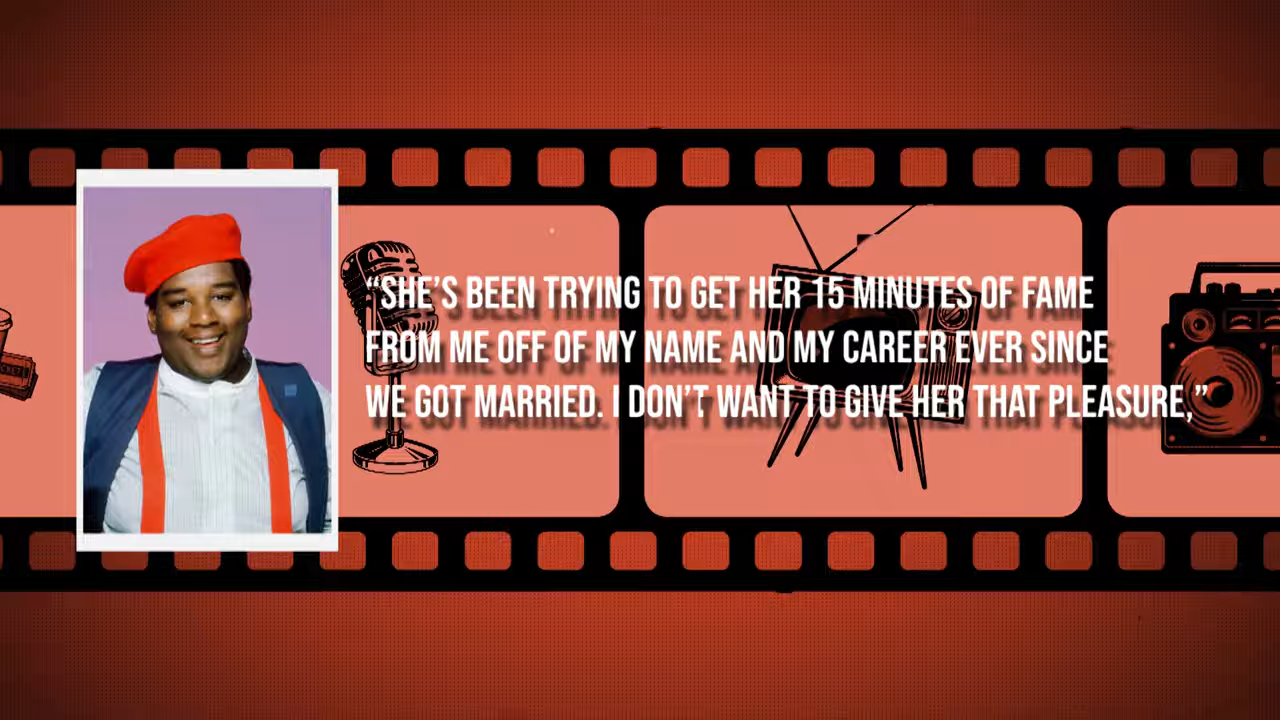 “SHE’S BEEN TRYING TO GET HER 15 MINUTES OF FAME
FROM ME OFF OF MY NAME AND MY CAREER EVER SINCE
WE GOT MARRIED. I DON’T WANT TO GIVE HER THAT PLEASURE,”